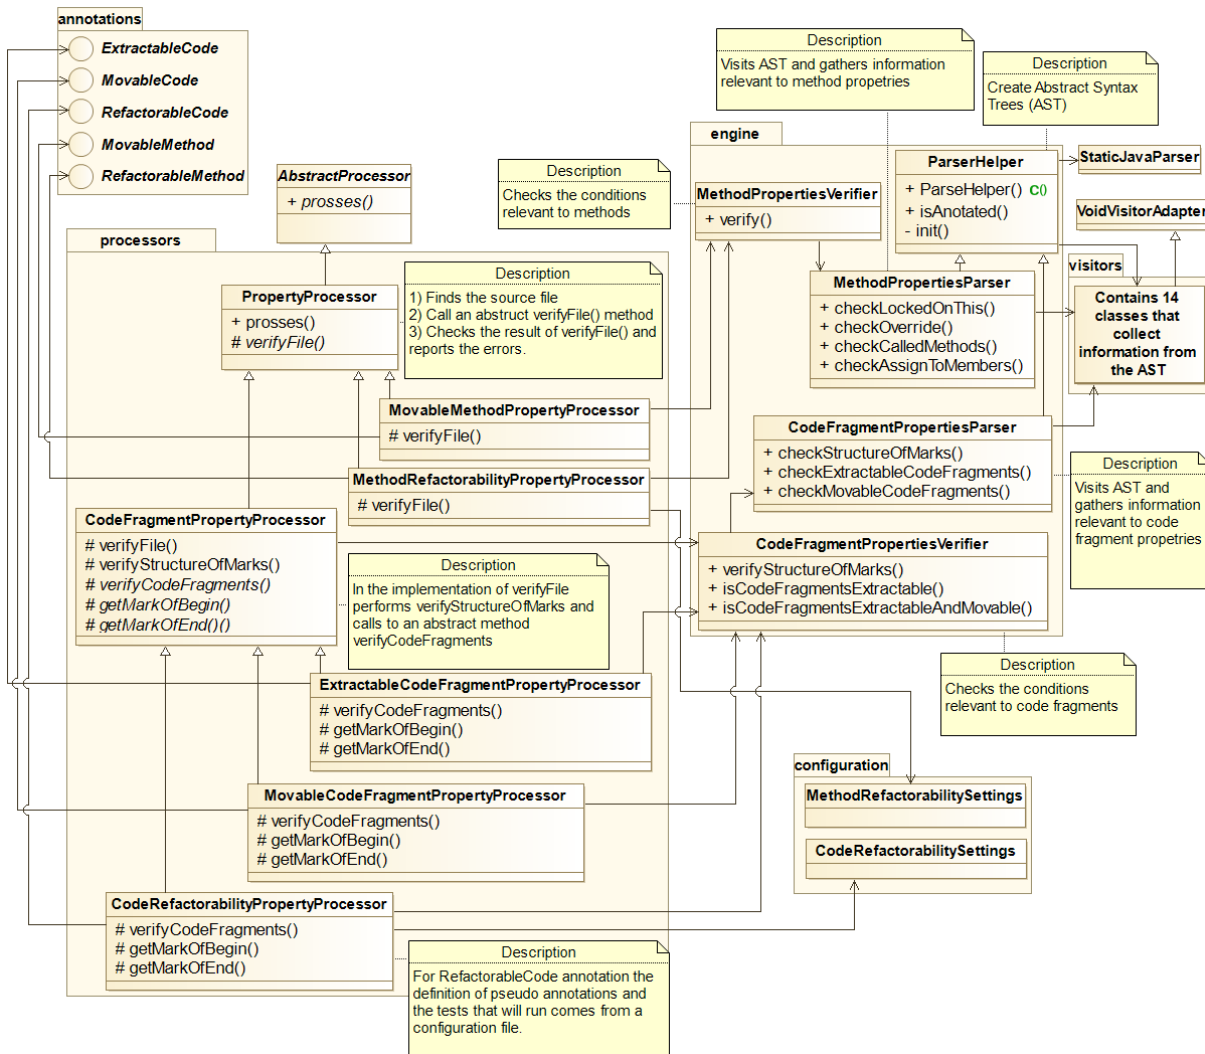 annotations
ExtractableCode
MovableCode
RefactorableCode
MovableMethod
RefactorableMethod
AbstractProcessor
+ prosses()
Description
Visits AST and gathers information
relevant to method propetries
Description
Create Abstract Syntax
Trees (AST)
engine
Description
Checks the conditions
relevant to methods
MethodPropertiesVerifier
+ verify()
ParserHelper
+ ParseHelper() C()
+ isAnotated()
- init()
StaticJavaParser
VoidVisitorAdapter
visitors
Contains 14
classes that
collect
information from
the AST
processors
PropertyProcessor
+ prosses()
# verifyFile()
Description
1) Finds the source file
2) Call an abstruct verifyFile() method
3) Checks the result of verifyFile() and
reports the errors.
MethodPropertiesParser
+ checkLockedOnThis()
+ checkOverride()
+ checkCalledMethods()
+ checkAssignToMembers()
MovableMethodPropertyProcessor
# verifyFile()
CodeFragmentPropertiesParser
+ checkStructureOfMarks()
+ checkExtractableCodeFragments()
+ checkMovableCodeFragments()
Description
Visits AST and
gathers information
relevant to code
fragment propetries
MethodRefactorabilityPropertyProcessor
# verifyFile()
CodeFragmentPropertyProcessor
# verifyFile()
# verifyStructureOfMarks()
# verifyCodeFragments()
# getMarkOfBegin()
# getMarkOfEnd()()
Description
In the implementation of verifyFile
performs verifyStructureOfMarks and
calls to an abstract method
verifyCodeFragments
CodeFragmentPropertiesVerifier
+ verifyStructureOfMarks()
+ isCodeFragmentsExtractable()
+ isCodeFragmentsExtractableAndMovable()
Description
Checks the conditions
relevant to code fragments
ExtractableCodeFragmentPropertyProcessor
# verifyCodeFragments()
# getMarkOfBegin()
# getMarkOfEnd()
configuration
MethodRefactorabilitySettings
CodeRefactorabilitySettings
MovableCodeFragmentPropertyProcessor
# verifyCodeFragments()
# getMarkOfBegin()
# getMarkOfEnd()
CodeRefactorabilityPropertyProcessor
# verifyCodeFragments()
# getMarkOfBegin()
# getMarkOfEnd()
Description
For RefactorableCode annotation the
definition of pseudo annotations and
the tests that will run comes from a
configuration file.